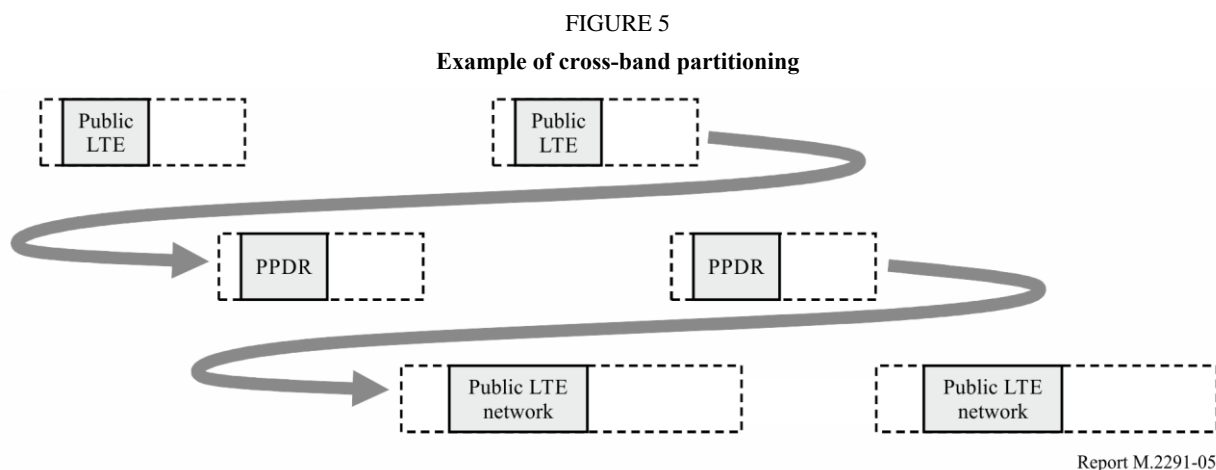 FIGURE 5
Example of cross-band partitioning
Public
LTE
Public
LTE
PPDR
PPDR
Public LTE
network
Public LTE
network
Report M.2291-05